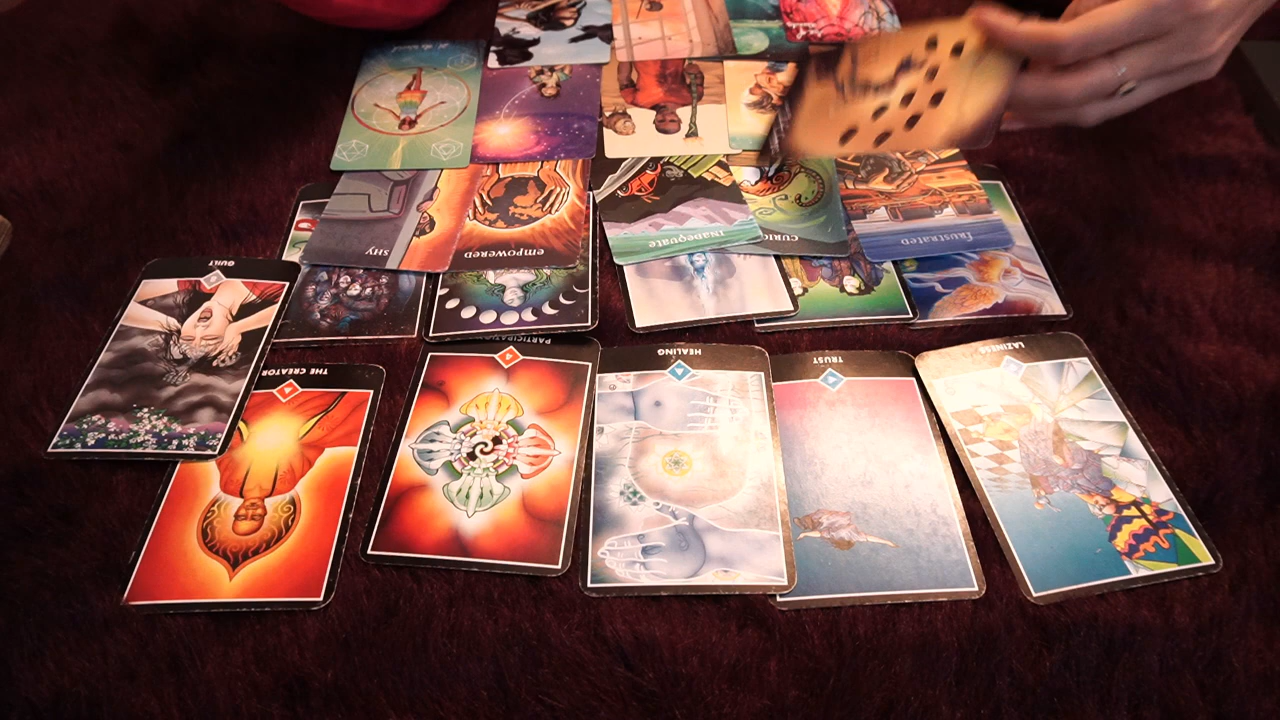 SHY
empowered
INADEQUATE
CURIO
FRUSTRATED
GUILT
THE CREATOR
PARTICIPATION
HEALING
TRUST
LAZINESS